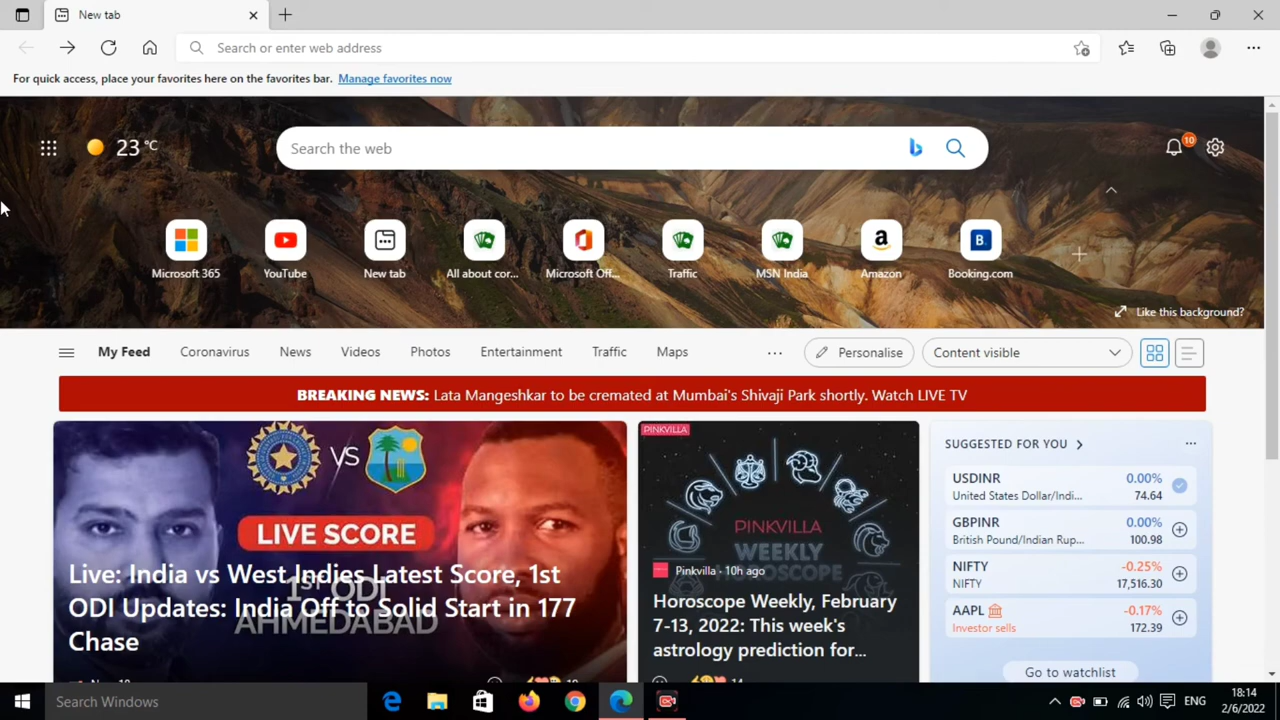 New tab
Search or enter web address
For quick access, place your favorites here on the favorites bar. Manage favorites now
23 °C
Search the web
10
Microsoft 365
YouTube
New tab
All about cor...
Microsoft Off...
Traffic
MSN India
Amazon
B.
Booking.com
Like this background?
My Feed
Coronavirus
News
Videos
Photos
Entertainment
Traffic
Maps
Personalise
Content visible
BREAKING NEWS: Lata Mangeshkar to be cremated at Mumbai's Shivaji Park shortly. Watch LIVE TV
VS
LIVE SCORE
1ST ODI
AHMEDABAD
Live: India vs West Indies Latest Score, 1st
ODI Updates: India Off to Solid Start in 177
Chase
PINKVILLA
PINKVILLA
WEEKLY
HOROSCOPE
Pinkvilla · 10h ago
Horoscope Weekly, February
7-13, 2022: This week's
astrology prediction for...
SUGGESTED FOR YOU
USDINR 0.00%
United States Dollar/Indi... 74.64
GBPINR 0.00%
British Pound/Indian Rup... 100.98
NIFTY -0.25%
NIFTY 17,516.30
AAPL -0.17%
Investor sells 172.39
Go to watchlist
Search Windows
ENG
18:14
2/6/2022